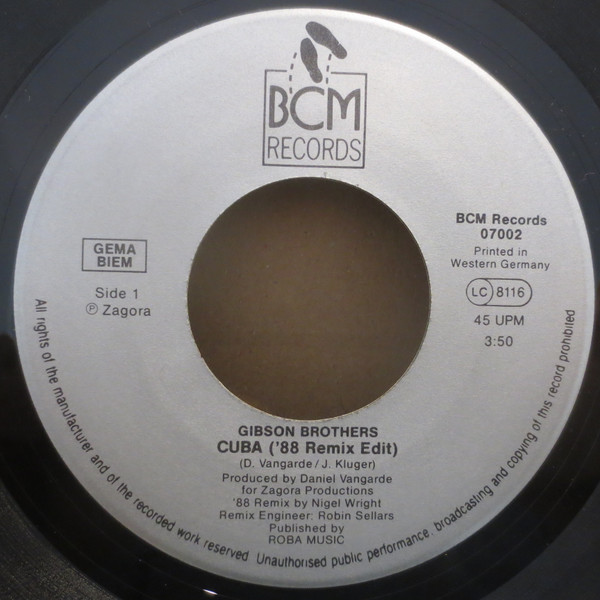 BCM
RECORDS
GEMA
BIEM
Side 1
℗ Zagora
BCM Records
07002
Printed in
Western Germany
LC 8116
45 UPM
3:50
GIBSON BROTHERS
CUBA ('88 Remix Edit)
(D. Vangarde / J. Kluger)
Produced by Daniel Vangarde
for Zagora Productions
'88 Remix by Nigel Wright
Remix Engineer: Robin Sellars
Published by
ROBA MUSIC
All rights of the manufacturer and of the recorded work reserved. Unauthorised public performance, broadcasting and copying of this record prohibited